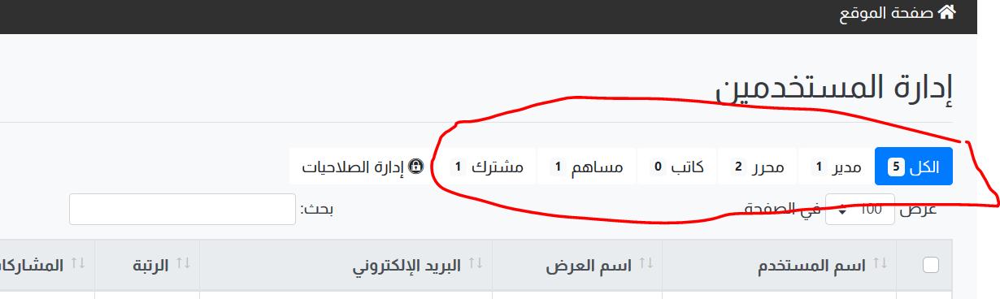 صفحة الموقع
إدارة المستخدمين
الكل 5 مدير 1 محرر 2 كاتب 0 مساهم 1 مشترك 1 إدارة الصلاحيات
عرض 100 في الصفحة بحث:
اسم المستخدم اسم العرض البريد الإلكتروني الرتبة المشاركا